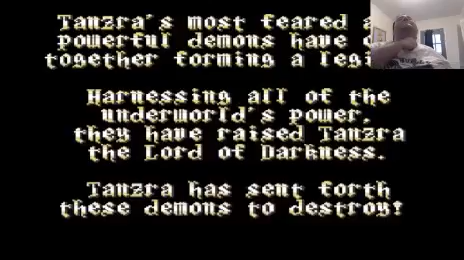 Tanzra's most feared a
powerful demons have
together forming a legi
Harnessing all of the
underworld's power,
they have raised Tanzra
the Lord of Darkness.
Tanzra has sent forth
these demons to destroy!